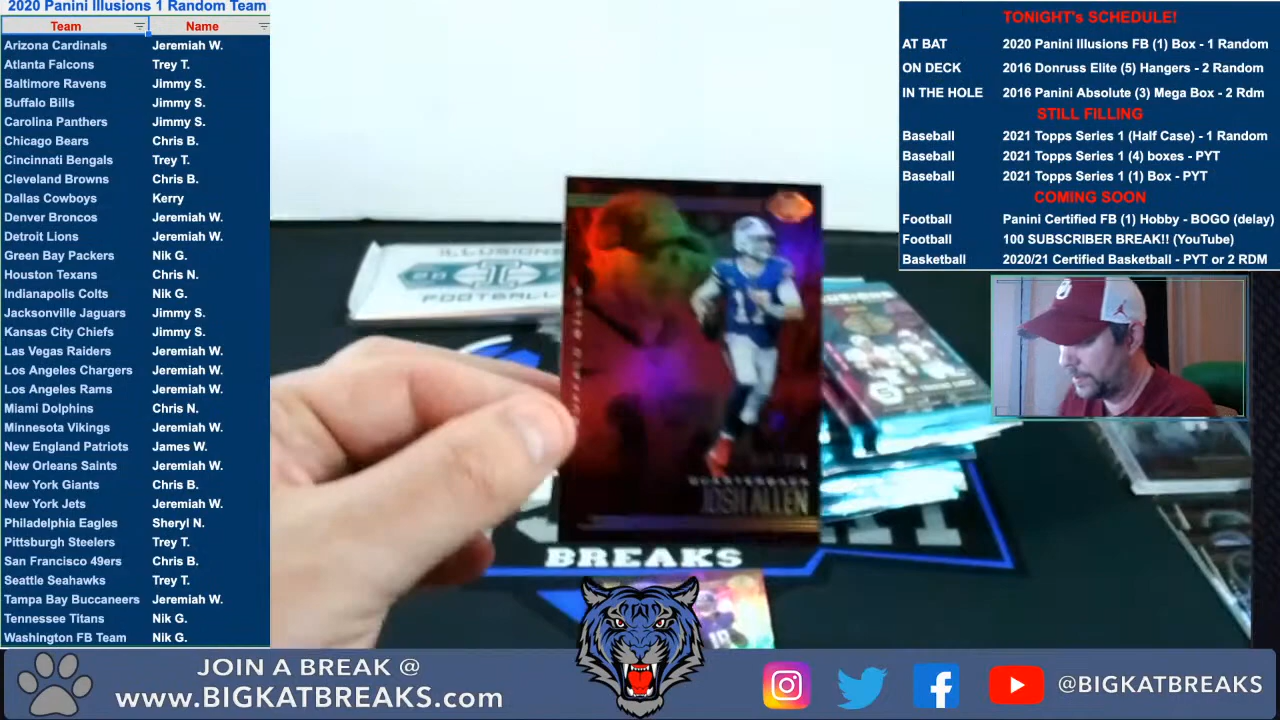 2020 Panini Illusions 1 Random Team
Team Name
Arizona Cardinals Jeremiah W.
Atlanta Falcons Trey T.
Baltimore Ravens Jimmy S.
Buffalo Bills Jimmy S.
Carolina Panthers Jimmy S.
Chicago Bears Chris B.
Cincinnati Bengals Trey T.
Cleveland Browns Chris B.
Dallas Cowboys Kerry
Denver Broncos Jeremiah W.
Detroit Lions Jeremiah W.
Green Bay Packers Nik G.
Houston Texans Chris N.
Indianapolis Colts Nik G.
Jacksonville Jaguars Jimmy S.
Kansas City Chiefs Jimmy S.
Las Vegas Raiders Jeremiah W.
Los Angeles Chargers Jeremiah W.
Los Angeles Rams Jeremiah W.
Miami Dolphins Chris N.
Minnesota Vikings Jeremiah W.
New England Patriots James W.
New Orleans Saints Jeremiah W.
New York Giants Chris B.
New York Jets Jeremiah W.
Philadelphia Eagles Sheryl N.
Pittsburgh Steelers Trey T.
San Francisco 49ers Chris B.
Seattle Seahawks Trey T.
Tampa Bay Buccaneers Jeremiah W.
Tennessee Titans Nik G.
Washington FB Team Nik G.
TONIGHT's SCHEDULE!
AT BAT 2020 Panini Illusions FB (1) Box - 1 Random
ON DECK 2016 Donruss Elite (5) Hangers - 2 Random
IN THE HOLE 2016 Panini Absolute (3) Mega Box - 2 Rdm
STILL FILLING
Baseball 2021 Topps Series 1 (Half Case) - 1 Random
Baseball 2021 Topps Series 1 (4) boxes - PYT
Baseball 2021 Topps Series 1 (1) Box - PYT
COMING SOON
Football Panini Certified FB (1) Hobby - BOGO (delay)
Football 100 SUBSCRIBER BREAK!! (YouTube)
Basketball 2020/21 Certified Basketball - PYT or 2 RDM
ILLUSIONS
FOOTBALL
BUFFALO BILLS
17
QUARTERBACK
JOSH ALLEN
BREAKS
JOIN A BREAK @
www.BIGKATBREAKS.com
@BIGKATBREAKS